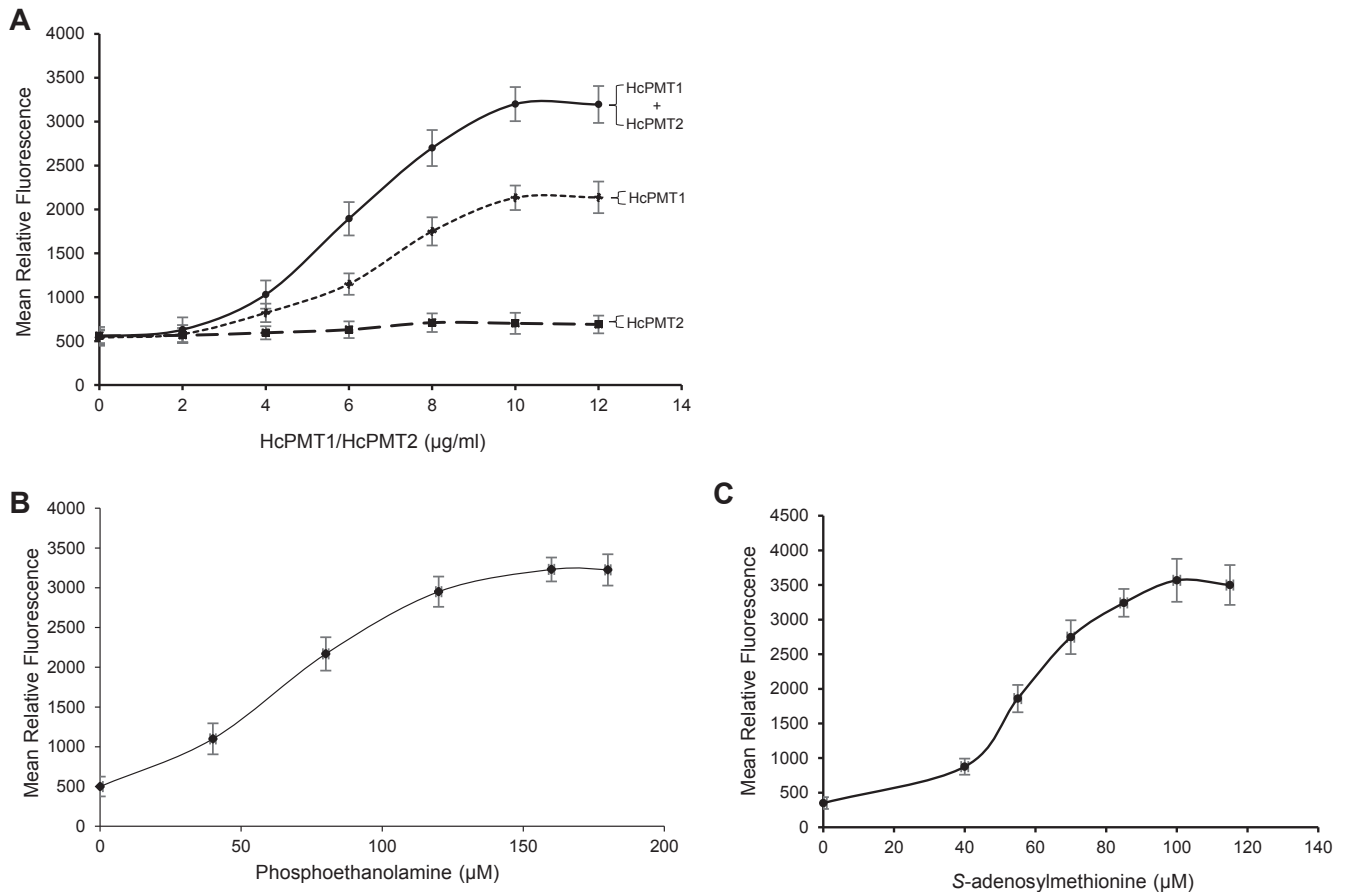 A
4000
3500
3000
2500
2000
1500
1000
500
0
Mean Relative Fluorescence
HcPMT1
+
HcPMT2
HcPMT1
HcPMT2
0 2 4 6 8 10 12 14
HcPMT1/HcPMT2 (µg/ml)
B
4000
3500
3000
2500
2000
1500
1000
500
0
Mean Relative Fluorescence
0 50 100 150 200
Phosphoethanolamine (µM)
C
4500
4000
3500
3000
2500
2000
1500
1000
500
0
Mean Relative Fluorescence
0 20 40 60 80 100 120 140
S-adenosylmethionine (µM)